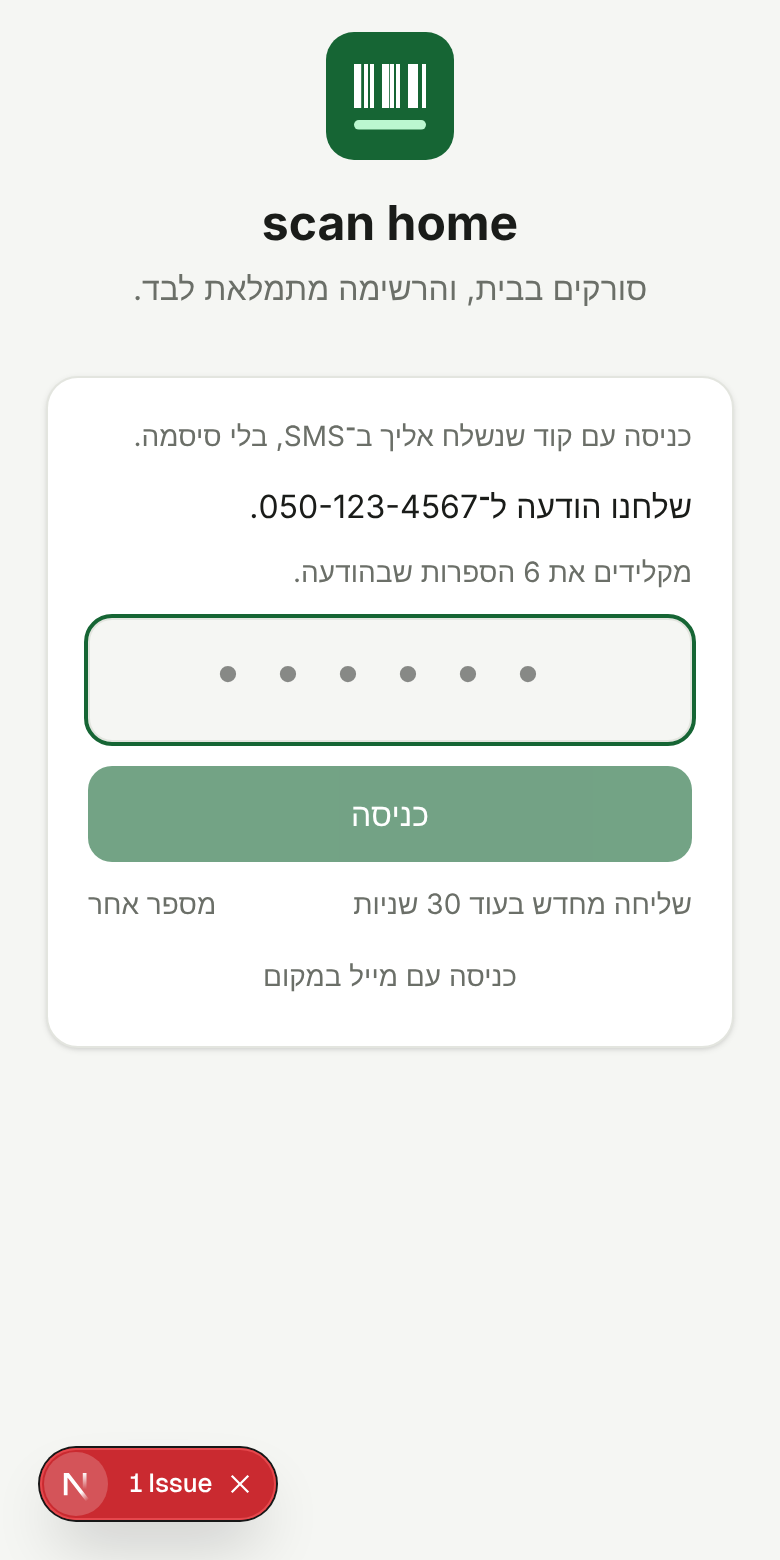 scan home
סורקים בבית, והרשימה מתמלאת לבד.
כניסה עם קוד שנשלח אליך ב־SMS, בלי סיסמה.
שלחנו הודעה ל־050-123-4567.
מקלידים את 6 הספרות שבהודעה.
••••••
כניסה
שליחה מחדש בעוד 30 שניות
מספר אחר
כניסה עם מייל במקום
N 1 Issue